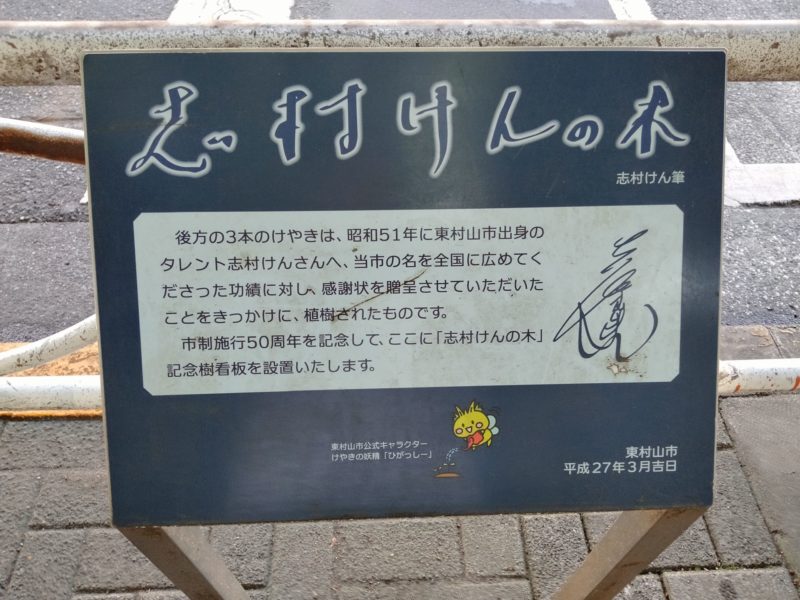 志村けんの木
志村けん筆
後方の3本のけやきは、昭和51年に東村山市出身の
タレント志村けんさんへ、当市の名を全国に広めてく
ださった功績に対し、感謝状を贈呈させていただいた
ことをきっかけに、植樹されたものです。
市制施行50周年を記念して、ここに「志村けんの木」
記念樹看板を設置いたします。
東村山市公式キャラクター
けやきの妖精「ひがっしー」
東村山市
平成27年3月吉日